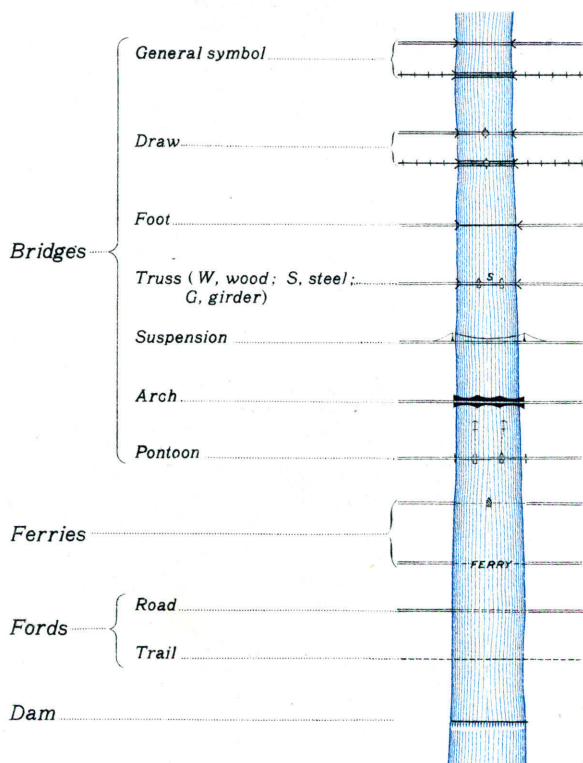 General symbol
Draw
Foot
Bridges
Truss (W, wood; S, steel;
G, girder)
S
Suspension
Arch
Pontoon
Ferries
FERRY
Road
Fords
Trail
Dam